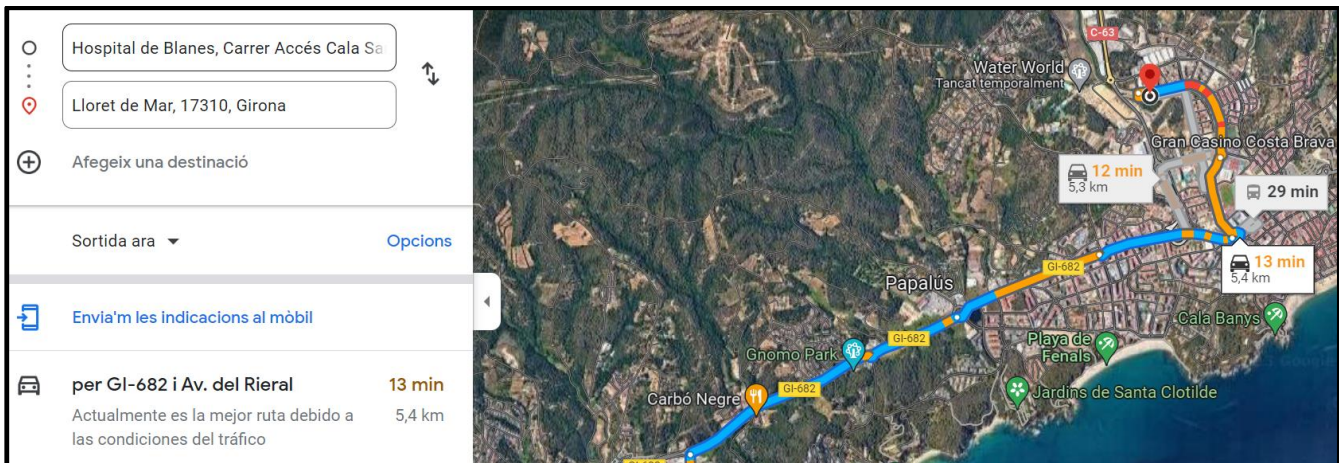 Hospital de Blanes, Carrer Accés Cala Sa
Lloret de Mar, 17310, Girona
Afegeix una destinació
Sortida ara
Opcions
Envia'm les indicacions al mòbil
per GI-682 i Av. del Rieral
13 min
Actualmente es la mejor ruta debido a
las condiciones del tráfico
5,4 km
C-63
Water World
Tancat temporalment
Gran Casino Costa Brava
12 min
5,3 km
29 min
13 min
5,4 km
GI-682
Papalús
Cala Banys
GI-682
Playa de
Fenals
Gnomo Park
GI-682
Jardins de Santa Clotilde
Carbó Negre